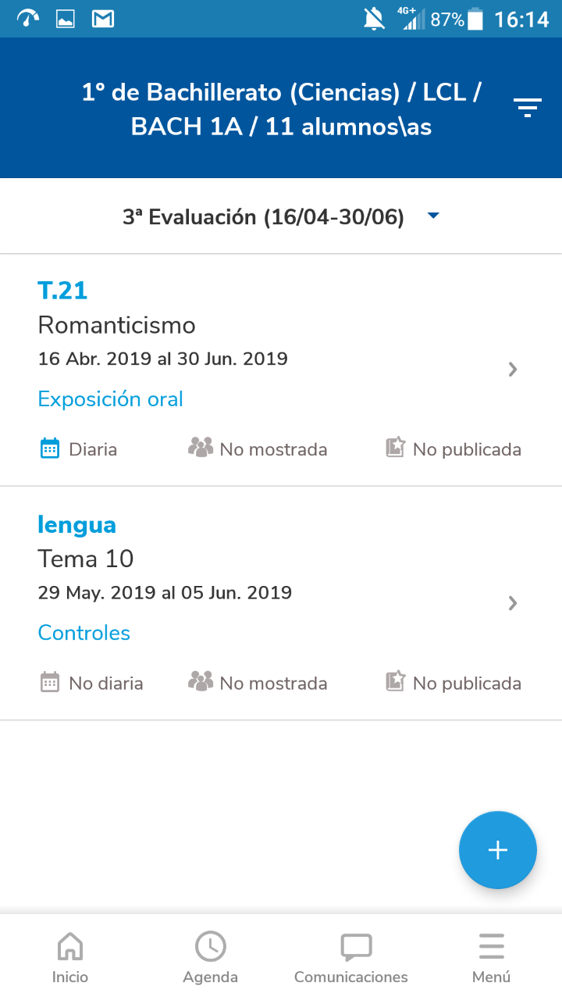 4G+ 87% 16:14
1º de Bachillerato (Ciencias) / LCL /
BACH 1A / 11 alumnos\as
3ª Evaluación (16/04-30/06)
T.21
Romanticismo
16 Abr. 2019 al 30 Jun. 2019
Exposición oral
Diaria No mostrada No publicada
lengua
Tema 10
29 May. 2019 al 05 Jun. 2019
Controles
No diaria No mostrada No publicada
+
Inicio Agenda Comunicaciones Menú